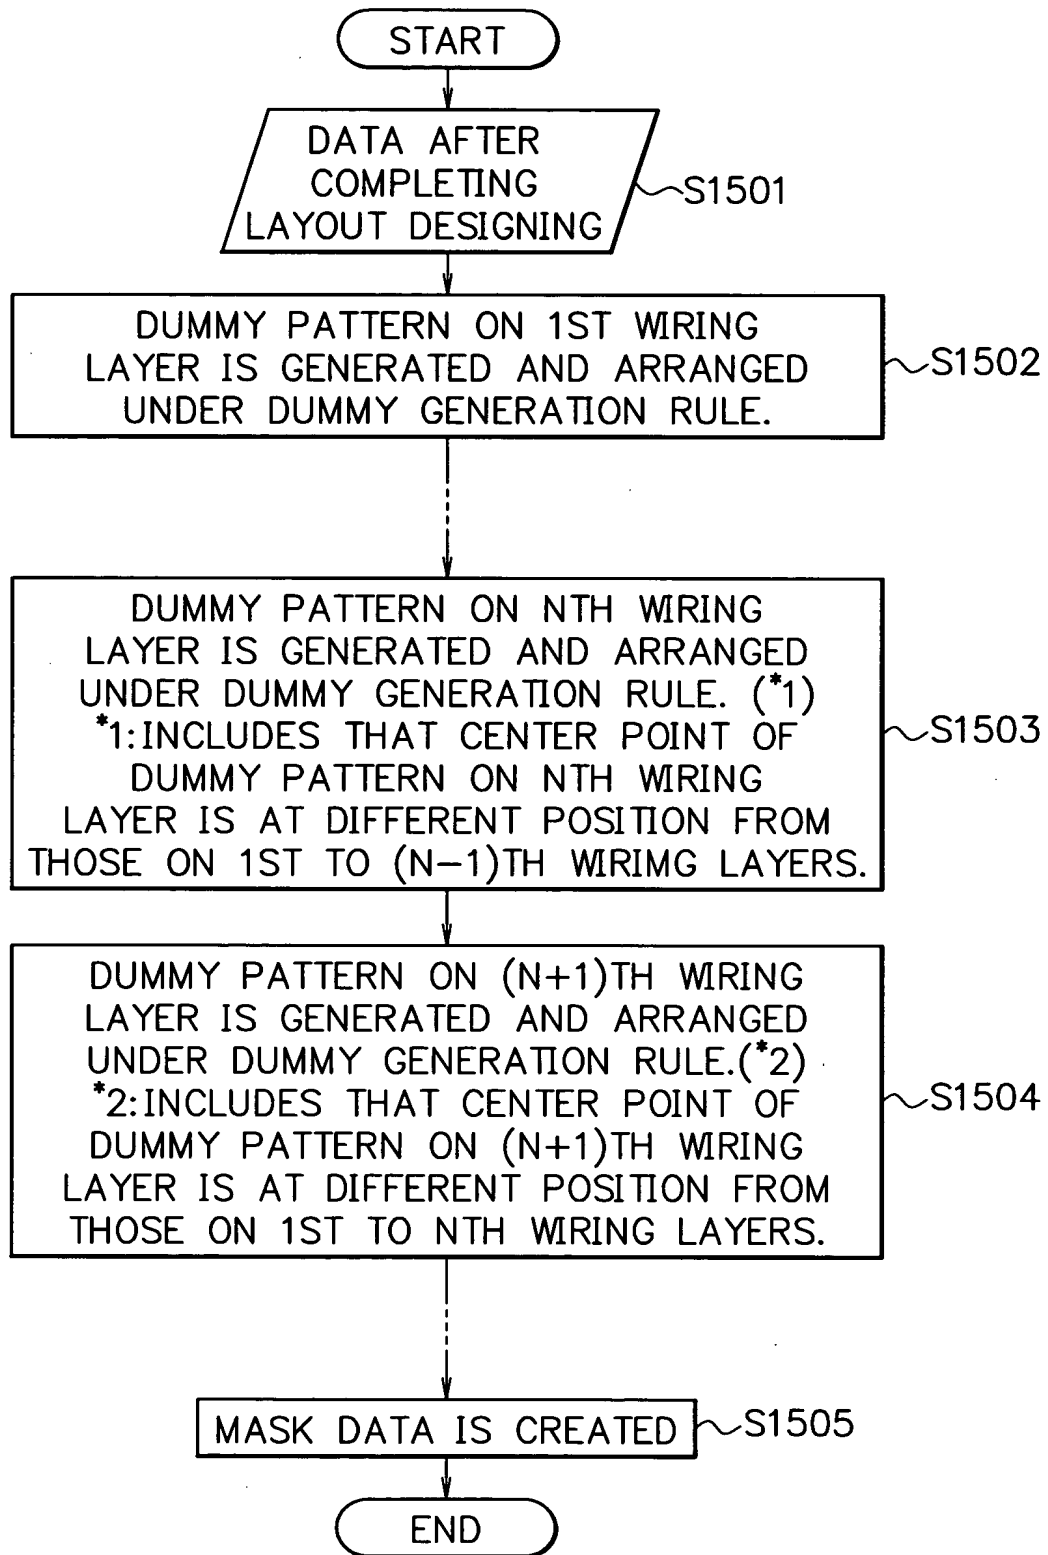 START
DATA AFTER
COMPLETING
LAYOUT DESIGNING
S1501
DUMMY PATTERN ON 1ST WIRING
LAYER IS GENERATED AND ARRANGED
UNDER DUMMY GENERATION RULE.
S1502
DUMMY PATTERN ON NTH WIRING
LAYER IS GENERATED AND ARRANGED
UNDER DUMMY GENERATION RULE. (*1)
*1:INCLUDES THAT CENTER POINT OF
DUMMY PATTERN ON NTH WIRING
LAYER IS AT DIFFERENT POSITION FROM
THOSE ON 1ST TO (N-1)TH WIRIMG LAYERS.
S1503
DUMMY PATTERN ON (N+1)TH WIRING
LAYER IS GENERATED AND ARRANGED
UNDER DUMMY GENERATION RULE.(*2)
*2:INCLUDES THAT CENTER POINT OF
DUMMY PATTERN ON (N+1)TH WIRING
LAYER IS AT DIFFERENT POSITION FROM
THOSE ON 1ST TO NTH WIRING LAYERS.
S1504
MASK DATA IS CREATED
S1505
END